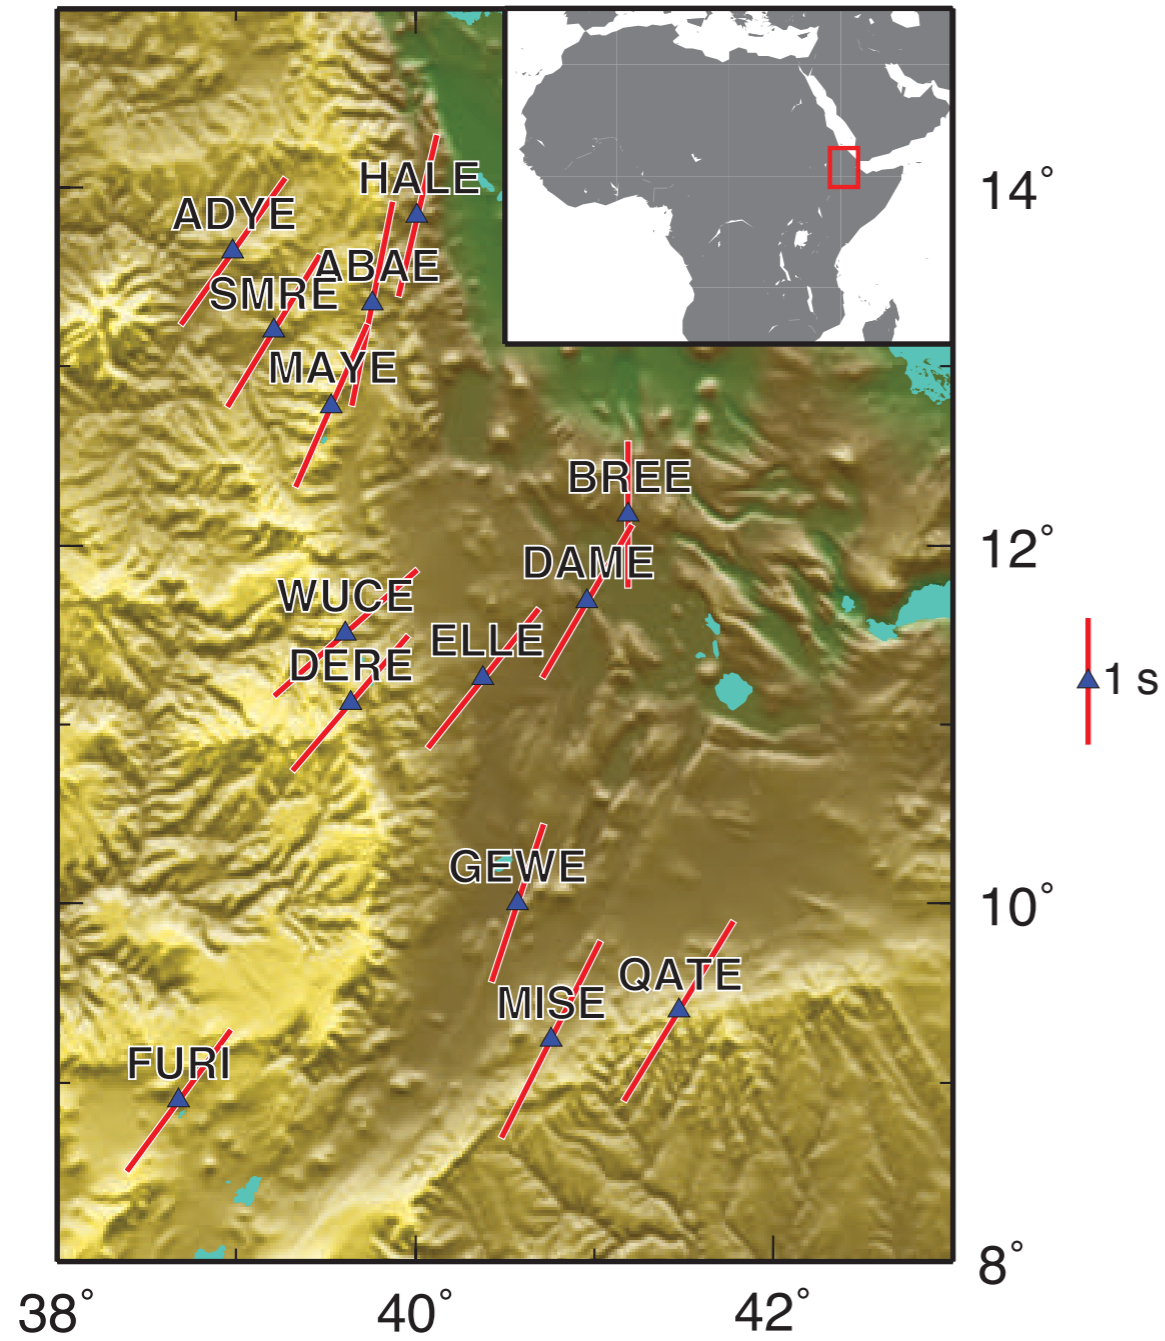 HALE
14°
ADYE
ABAE
SMRE
MAYE
BREE
12°
DAME
WUCE
ELLE
DERE
1 s
GEWE
10°
QATE
MISE
FURI
8°
38°
40°
42°